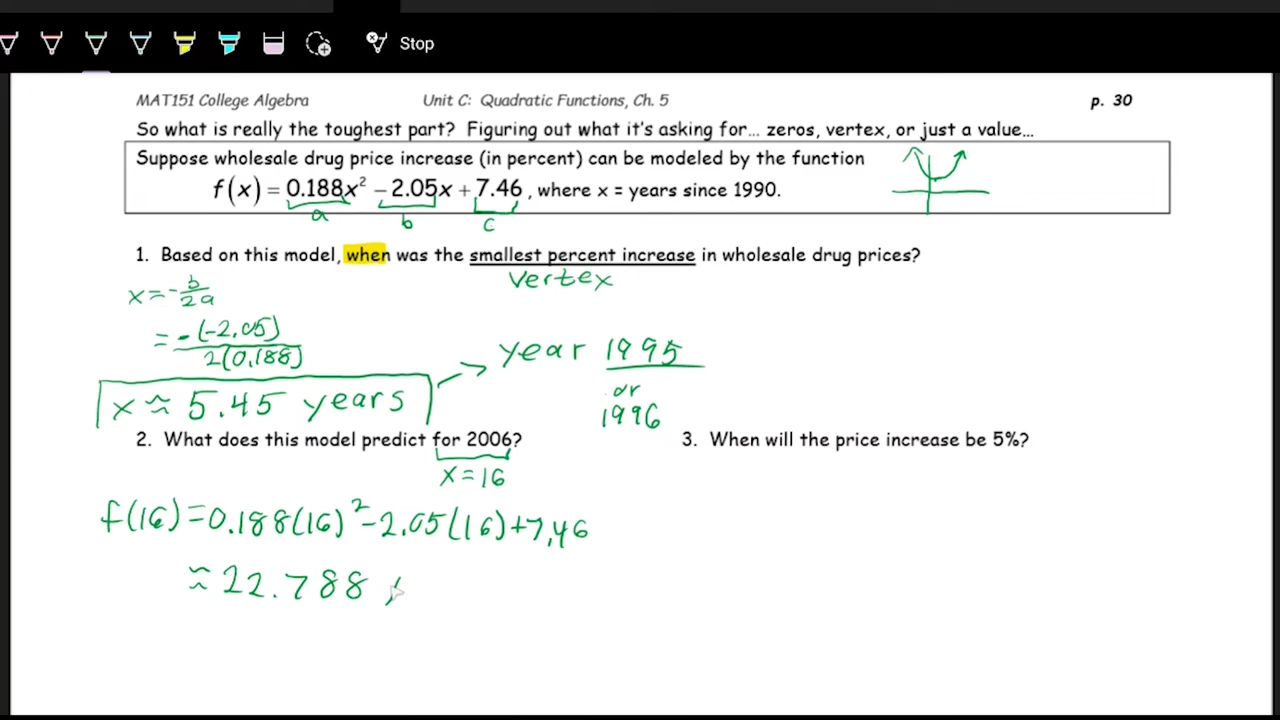 Stop
MAT151 College Algebra Unit C: Quadratic Functions, Ch. 5 p. 30
So what is really the toughest part? Figuring out what it's asking for... zeros, vertex, or just a value...
Suppose wholesale drug price increase (in percent) can be modeled by the function
f(x) = 0.188x² − 2.05x + 7.46, where x = years since 1990.
a b c
1. Based on this model, when was the smallest percent increase in wholesale drug prices?
vertex
x = -b/2a
= -(-2.05)/2(0.188)
x ≈ 5.45 years
year 1995
or
1996
2. What does this model predict for 2006?
x = 16
f(16) = 0.188(16)² - 2.05(16) + 7.46
≈ 22.788
3. When will the price increase be 5%?